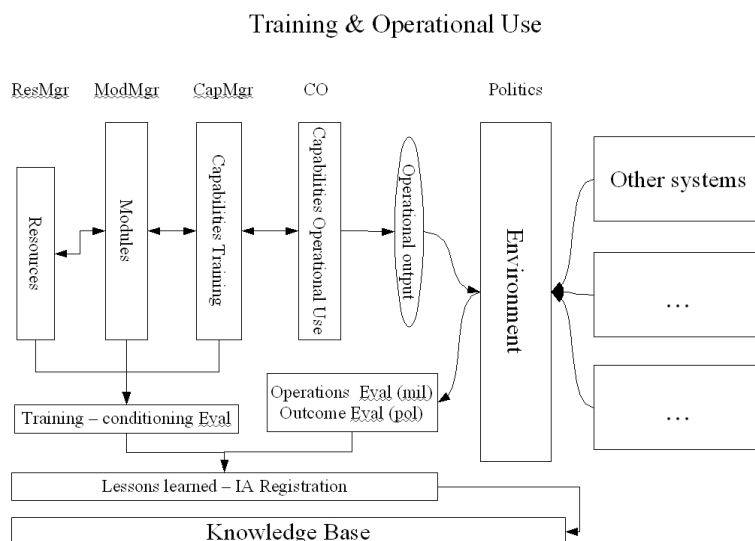 Training & Operational Use
ResMgr
ModMgr
CapMgr
CO
Politics
Resources
Modules
Capabilities Training
Capabilities Operational Use
Operational output
Environment
Other systems
...
...
Operations Eval (mil)
Outcome Eval (pol)
Training – conditioning Eval
Lessons learned – IA Registration
Knowledge Base